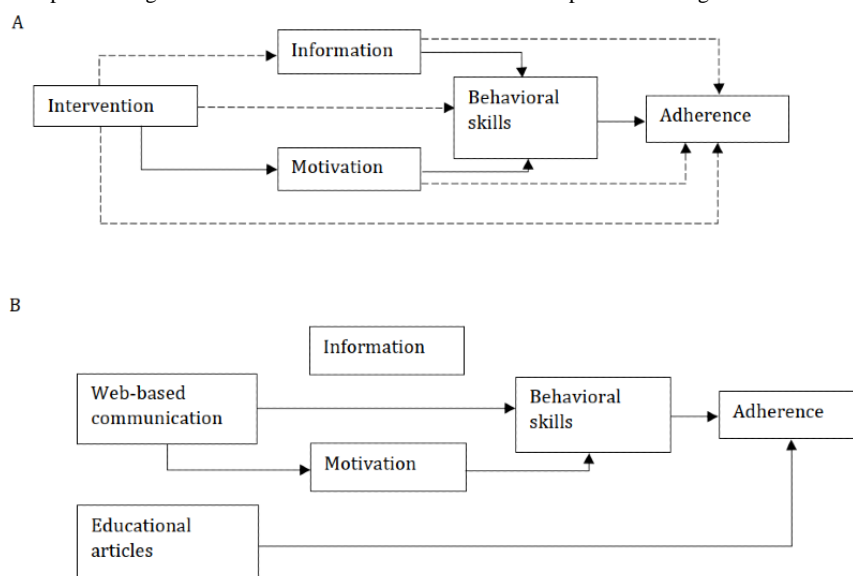 A
Information
Intervention
Behavioral
skills
Adherence
Motivation
B
Information
Web-based
communication
Behavioral
skills
Adherence
Motivation
Educational
articles